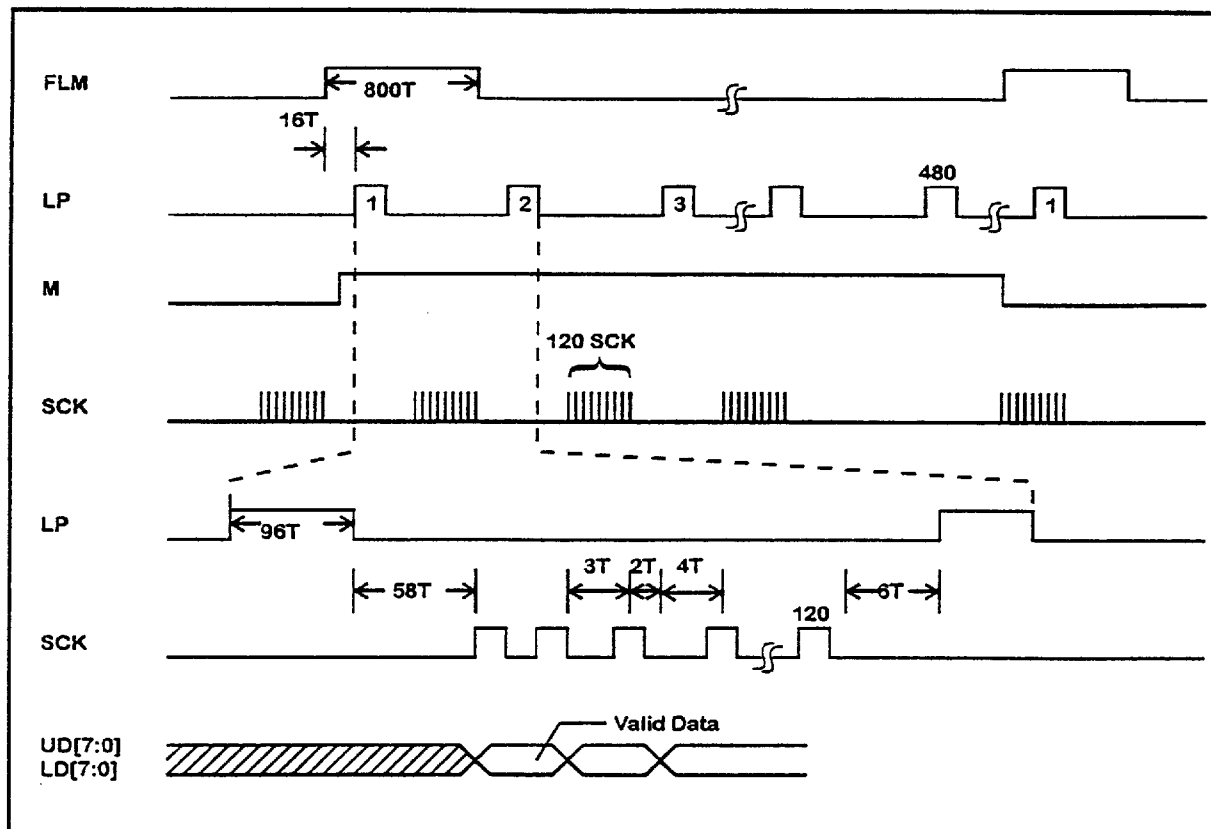 FLM
800T
16T
LP
1
2
3
480
1
M
120 SCK
SCK
LP
96T
3T
2T
4T
58T
6T
120
SCK
Valid Data
UD[7:0]
LD[7:0]